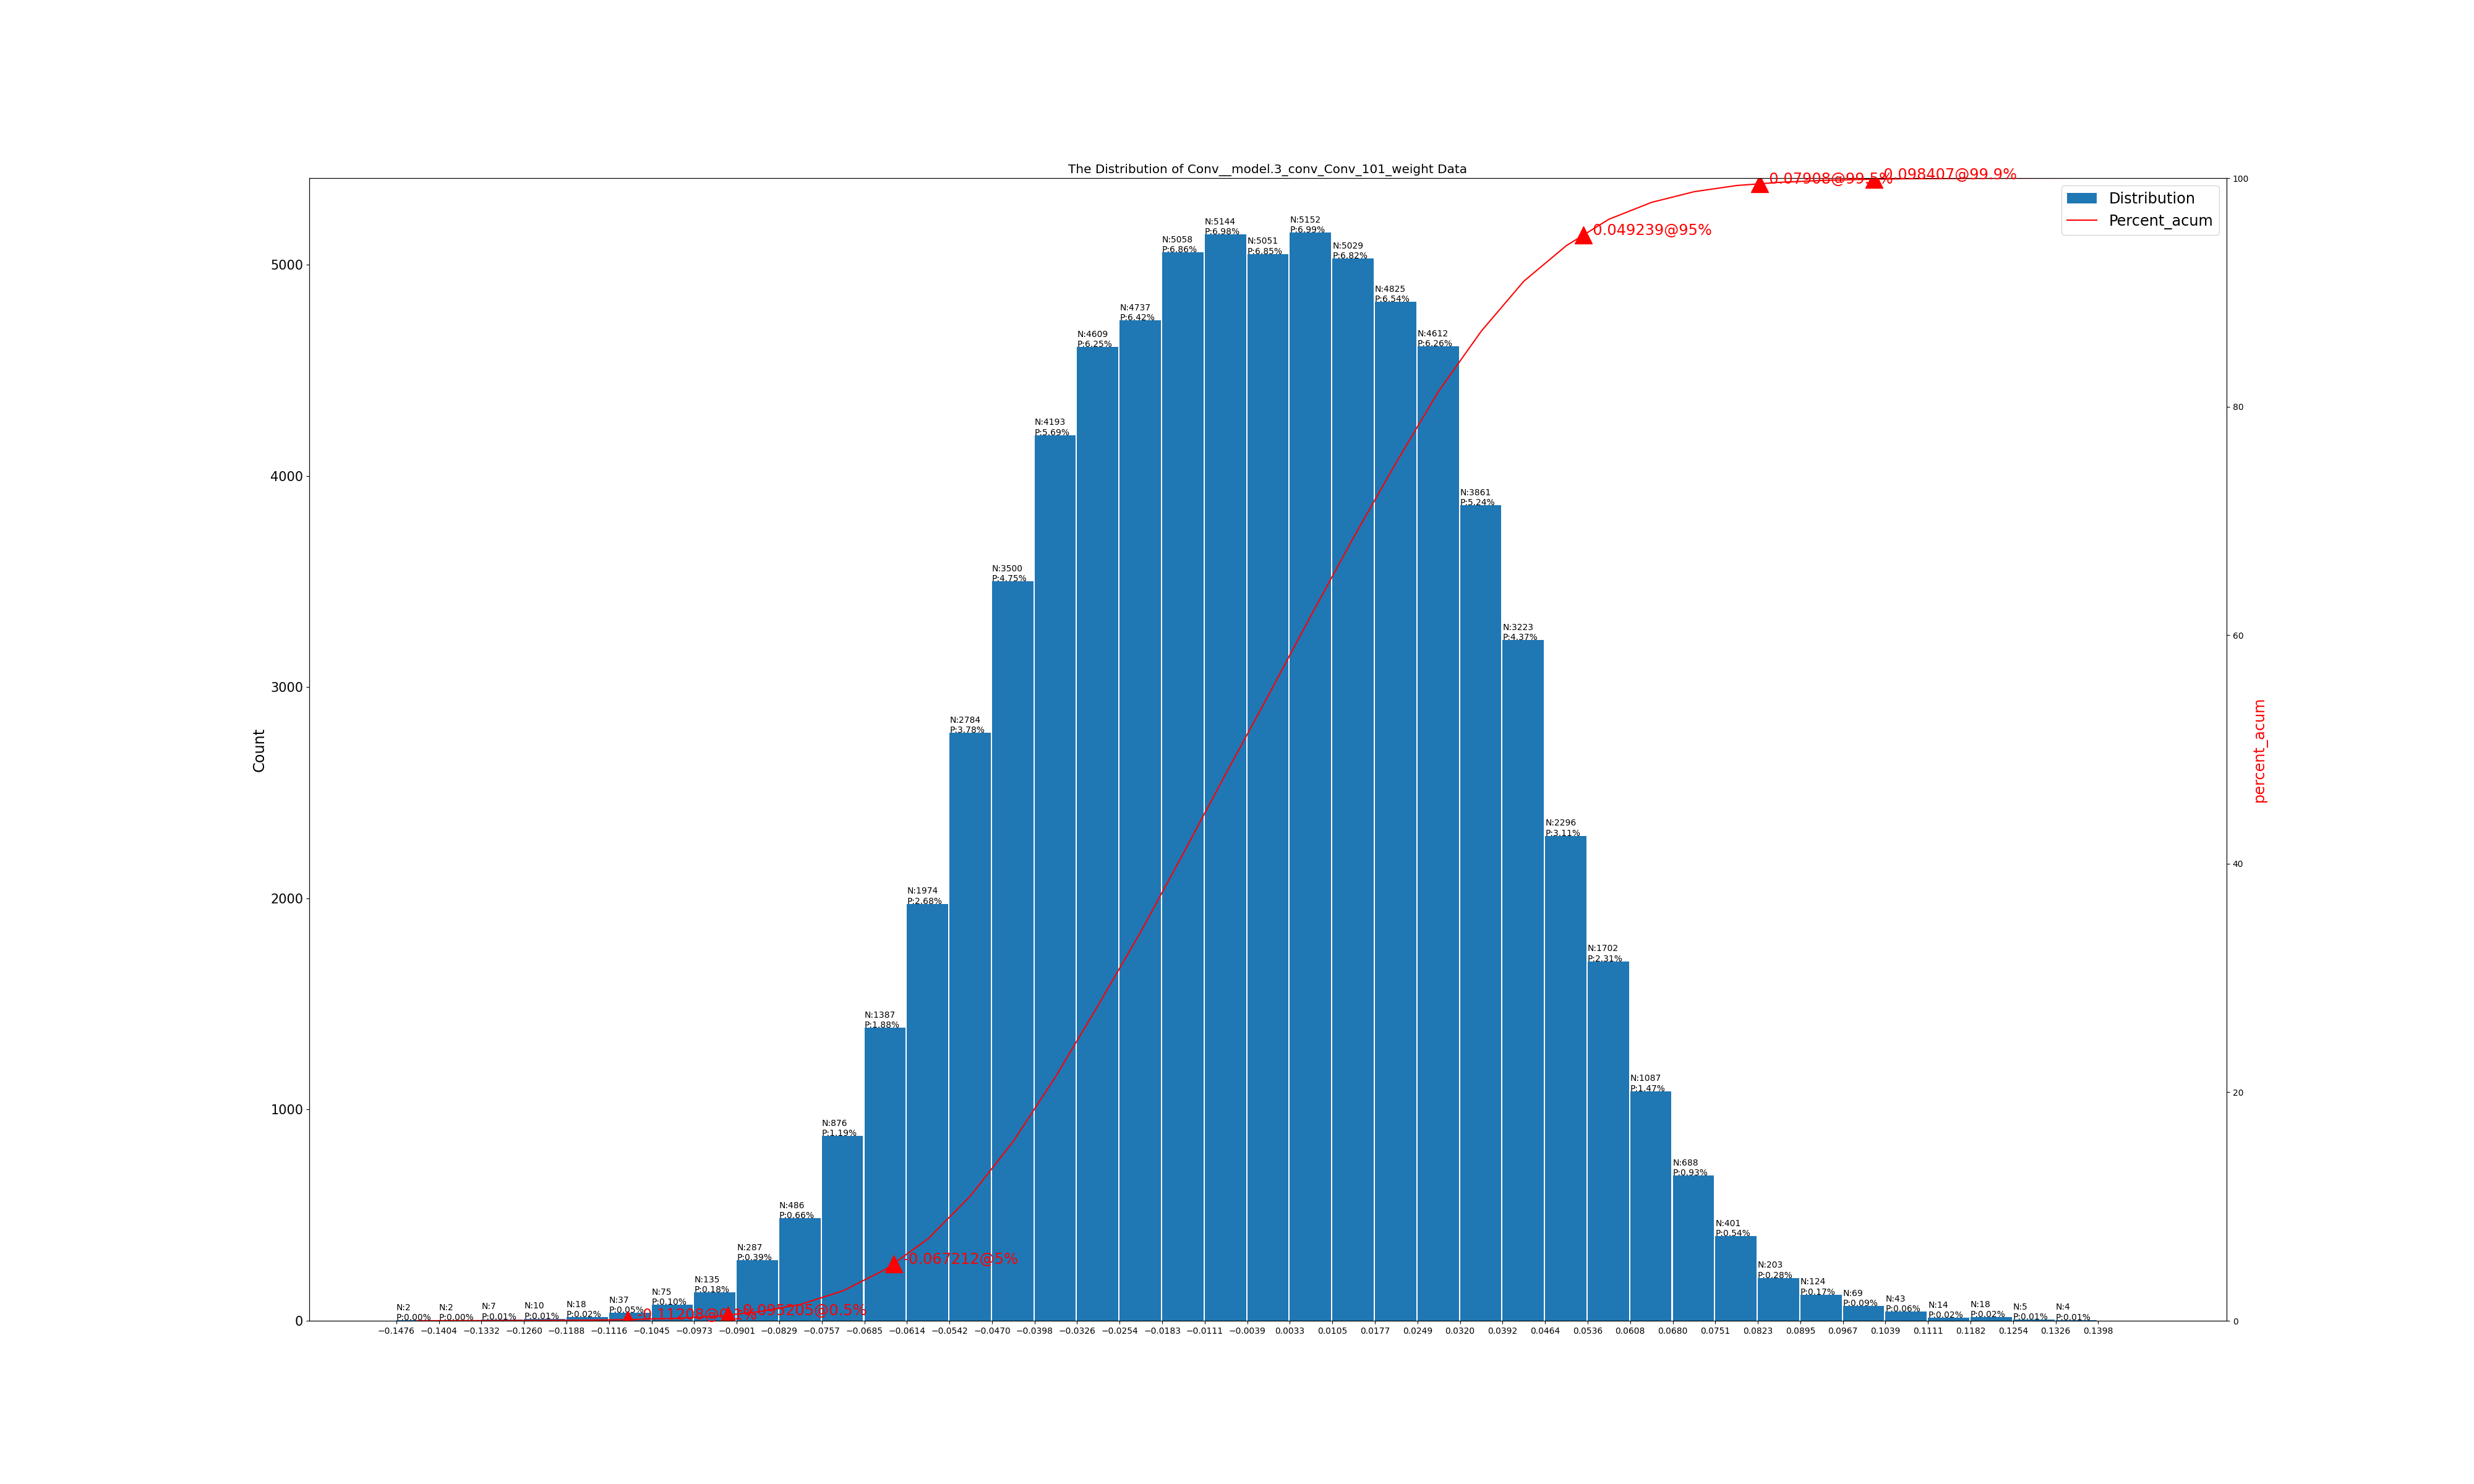 The Distribution of Conv__model.3_conv_Conv_101_weight Data
Distribution
Percent_acum
0.07908@99.5%
0.098407@99.9%
0.049239@95%
-0.067212@5%
-0.095205@0.5%
Count
5000
4000
3000
2000
1000
0
percent_acum
100
80
60
40
20
0
N:2
P:0.00%
N:2
P:0.00%
N:7
P:0.01%
N:10
P:0.01%
N:18
P:0.02%
N:37
P:0.05%
N:75
P:0.10%
N:135
P:0.18%
N:287
P:0.39%
N:486
P:0.66%
N:876
P:1.19%
N:1387
P:1.88%
N:1974
P:2.68%
N:2784
P:3.78%
N:3500
P:4.75%
N:4193
P:5.69%
N:4609
P:6.25%
N:4737
P:6.42%
N:5058
P:6.86%
N:5144
P:6.98%
N:5051
P:6.85%
N:5152
P:6.99%
N:5029
P:6.82%
N:4825
P:6.54%
N:4612
P:6.26%
N:3861
P:5.24%
N:3223
P:4.37%
N:2296
P:3.11%
N:1702
P:2.31%
N:1087
P:1.47%
N:688
P:0.93%
N:401
P:0.54%
N:203
P:0.28%
N:124
P:0.17%
N:69
P:0.09%
N:43
P:0.06%
N:14
P:0.02%
N:18
P:0.02%
N:5
P:0.01%
N:4
P:0.01%
−0.1476 −0.1404 −0.1332 −0.1260 −0.1188 −0.1116 −0.1045 −0.0973 −0.0901 −0.0829 −0.0757 −0.0685 −0.0614 −0.0542 −0.0470 −0.0398 −0.0326 −0.0254 −0.0183 −0.0111 −0.0039 0.0033 0.0105 0.0177 0.0249 0.0320 0.0392 0.0464 0.0536 0.0608 0.0680 0.0751 0.0823 0.0895 0.0967 0.1039 0.1111 0.1182 0.1254 0.1326 0.1398